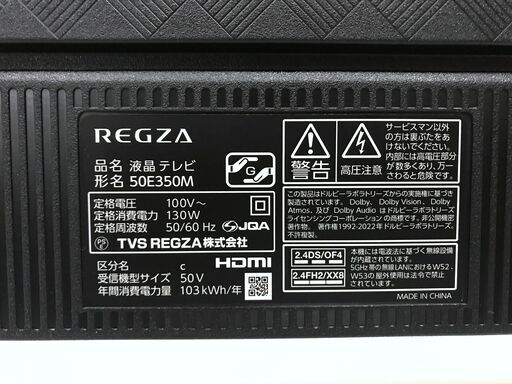 REGZA
品名 液晶テレビ
形名 50E350M
定格電圧 100V～
定格消費電力 130W
定格周波数 50/60 Hz
JQA
PS E
TVS REGZA株式会社
区分名 c
受信機型サイズ 50V
年間消費電力量 103kWh/年
HDMI
警告
高圧注意
サービスマン以外
の方は裏ぶたをあ
けないでください。
内部には高電圧部分
が数多くあり、万一
さわると危険です。
この製品はドルビーラボラトリーズからの実施権に基づき
製造されています。Dolby、Dolby Vision、Dolby
Atmos、及び Dolby Audio はドルビーラボラトリーズ
ライセンシングコーポレーションの商標です。非公開機密
著作物。 著作権 1992-2022年ドルビーラボラトリーズ。
不許複製。
2.4DS/OF4
2.4FH2/XX8
本機には電波法に基づく無線設備
が内蔵されています。
5GHz帯の無線LANにおけるW52、
W53の屋外使用は法令で禁止さ
れています。
MADE IN CHINA